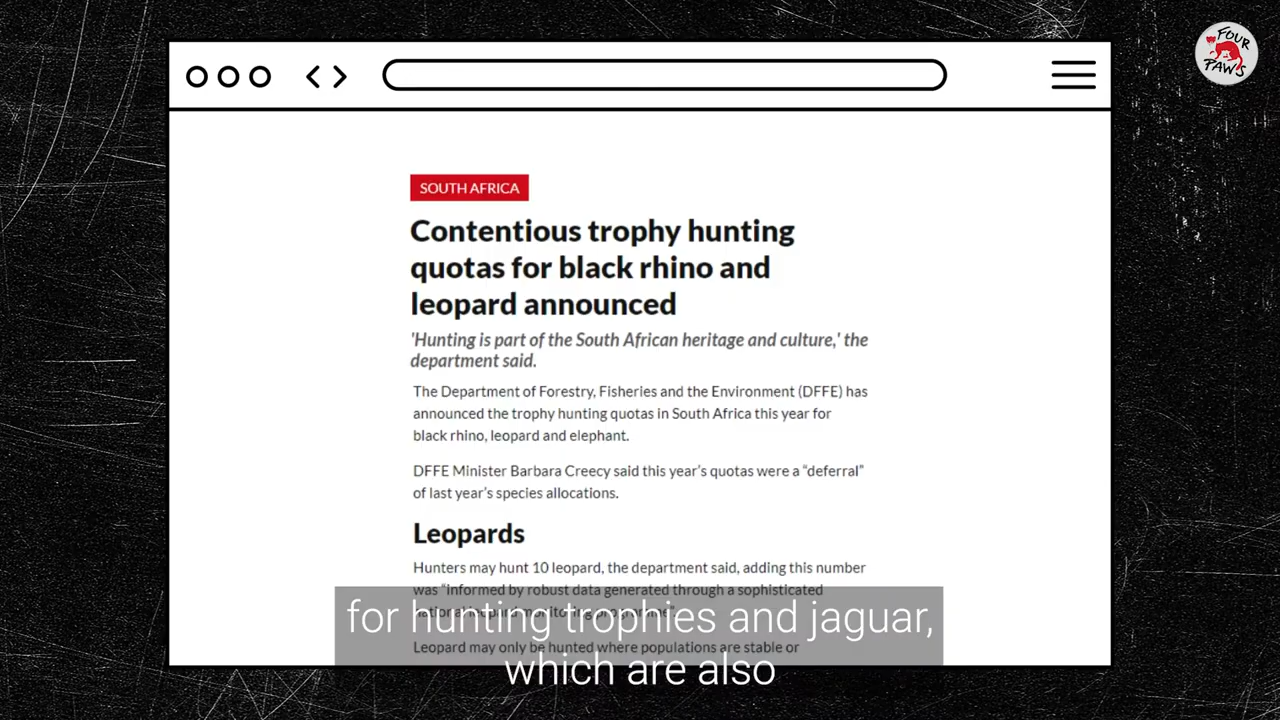 FOUR
PAWS
SOUTH AFRICA
Contentious trophy hunting
quotas for black rhino and
leopard announced
'Hunting is part of the South African heritage and culture,' the
department said.
The Department of Forestry, Fisheries and the Environment (DFFE) has
announced the trophy hunting quotas in South Africa this year for
black rhino, leopard and elephant.
DFFE Minister Barbara Creecy said this year's quotas were a “deferral”
of last year's species allocations.
Leopards
Hunters may hunt 10 leopard, the department said, adding this number
was “informed by robust data generated through a sophisticated
national leopard monitoring programme”.
for hunting trophies and jaguar,
Leopard may only be hunted where populations are stable or
which are also